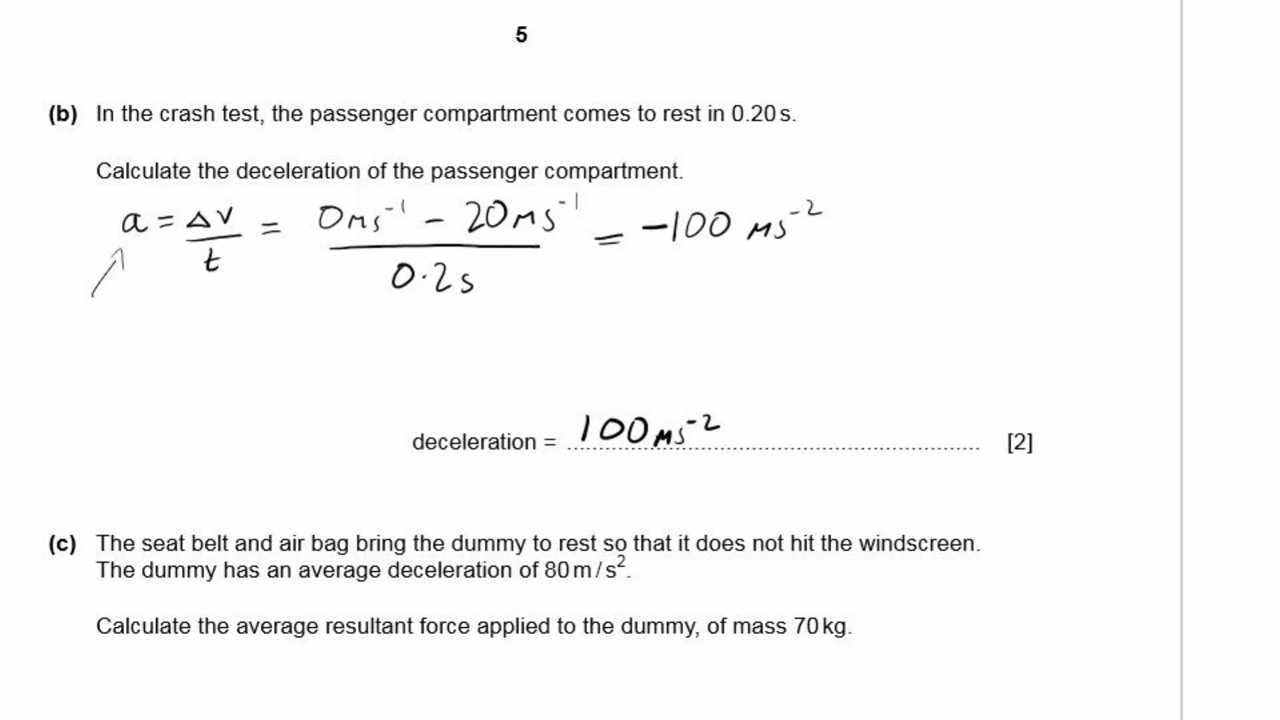 5
(b) In the crash test, the passenger compartment comes to rest in 0.20 s.
Calculate the deceleration of the passenger compartment.
a = ΔV/t = (0ms⁻¹ − 20ms⁻¹)/0.2s = −100 ms⁻²
deceleration = 100ms⁻² [2]
(c) The seat belt and air bag bring the dummy to rest so that it does not hit the windscreen.
The dummy has an average deceleration of 80 m / s².
Calculate the average resultant force applied to the dummy, of mass 70 kg.